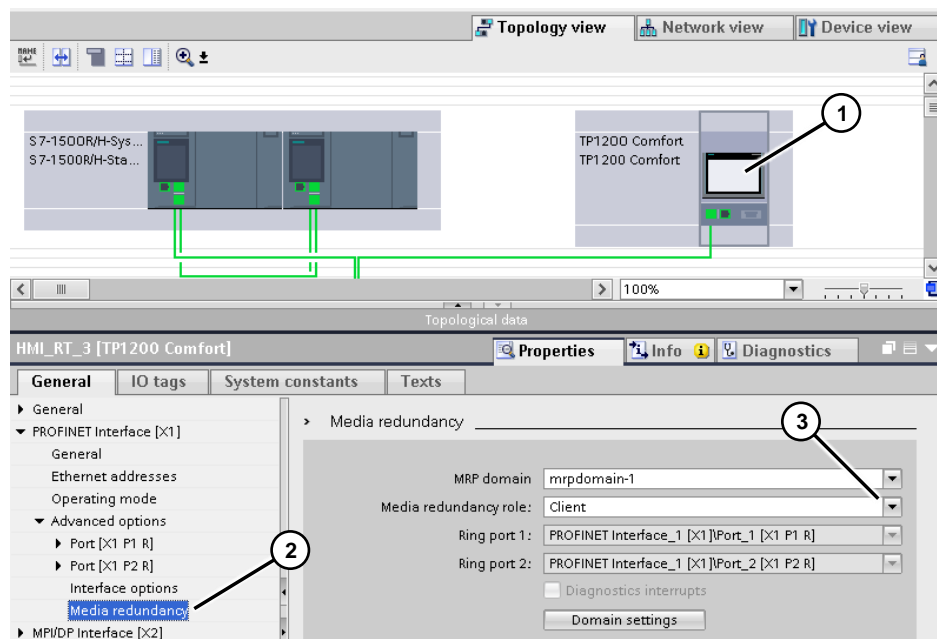 Topology view Network view Device view
NAME
1
S7-1500R/H-Sys...
S7-1500R/H-Sta...
TP1200 Comfort
TP1200 Comfort
100%
Topological data
HMI_RT_3 [TP1200 Comfort] Properties Info Diagnostics
General IO tags System constants Texts
General
PROFINET Interface [X1]
General
Ethernet addresses
Operating mode
Advanced options
Port [X1 P1 R]
Port [X1 P2 R]
Interface options
Media redundancy
MPI/DP Interface [X2]
2
Media redundancy
3
MRP domain mrpdomain-1
Media redundancy role: Client
Ring port 1: PROFINET Interface_1 [X1]\Port_1 [X1 P1 R]
Ring port 2: PROFINET Interface_1 [X1]\Port_2 [X1 P2 R]
Diagnostics interrupts
Domain settings